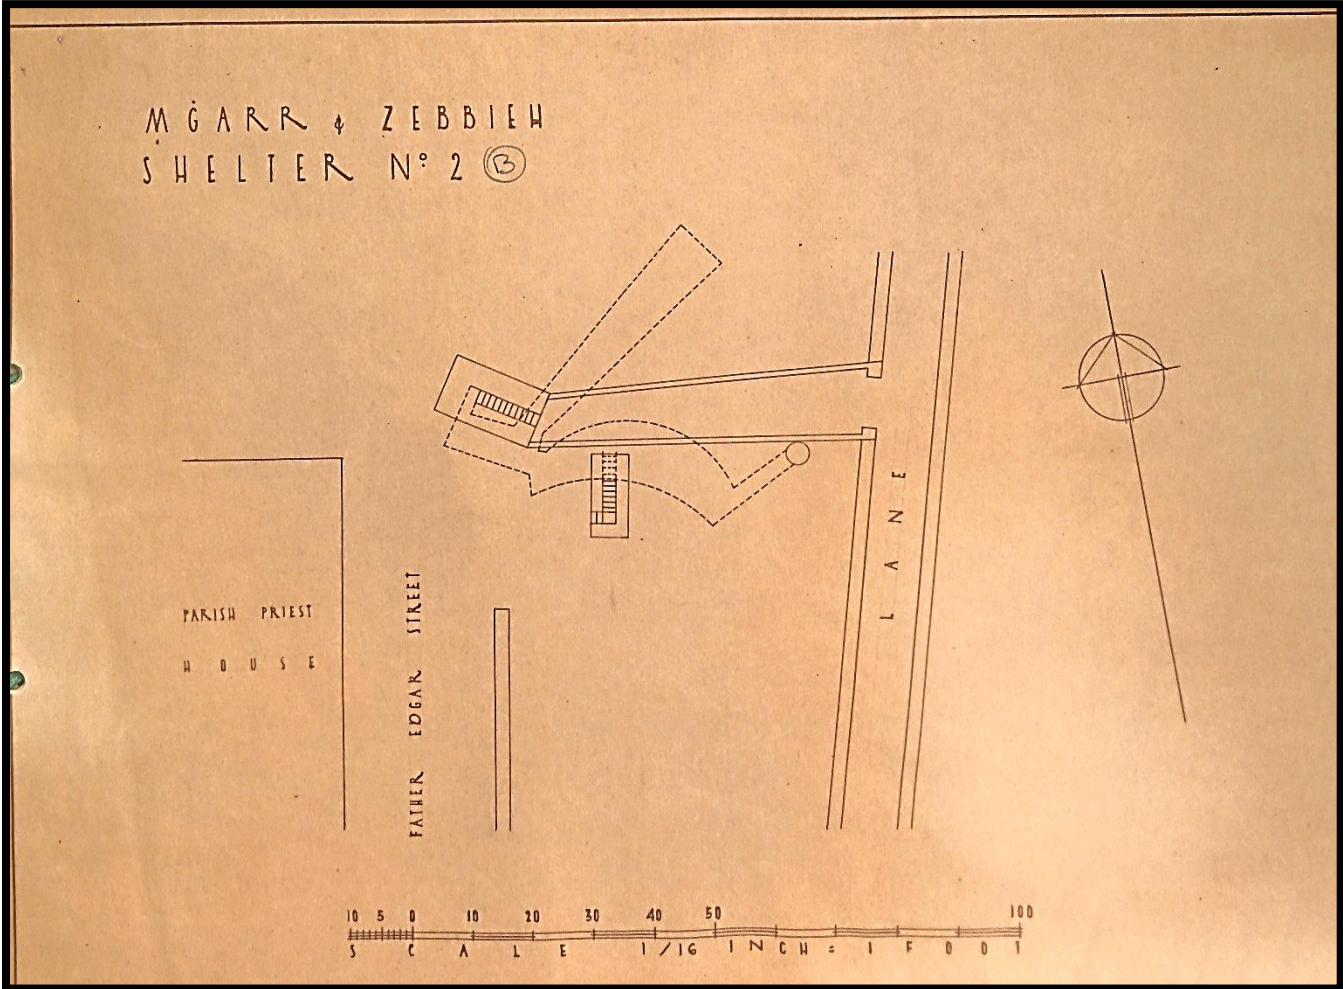 MĠARR & ZEBBIEH
SHELTER Nº 2 B
LANE
PARISH PRIEST
HOUSE
FATHER EDGAR STREET
10 5 0 10 20 30 40 50 100
SCALE 1/16 INCH = 1 FOOT